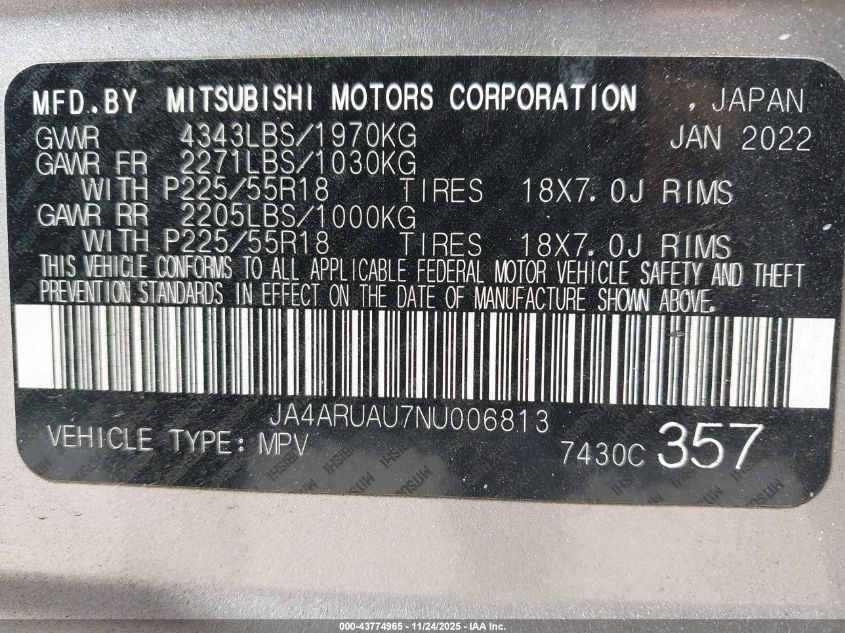 MFD.BY MITSUBISHI MOTORS CORPORATION , JAPAN
GVWR 4343LBS/1970KG JAN 2022
GAWR FR 2271LBS/1030KG
WITH P225/55R18 TIRES 18X7.0J RIMS
GAWR RR 2205LBS/1000KG
WITH P225/55R18 TIRES 18X7.0J RIMS
THIS VEHICLE CONFORMS TO ALL APPLICABLE FEDERAL MOTOR VEHICLE SAFETY AND THEFT
PREVENTION STANDARDS IN EFFECT ON THE DATE OF MANUFACTURE SHOWN ABOVE.
JA4ARUAU7NU006813
VEHICLE TYPE: MPV 7430C 357
000-43774965 - 11/24/2025 - IAA Inc.